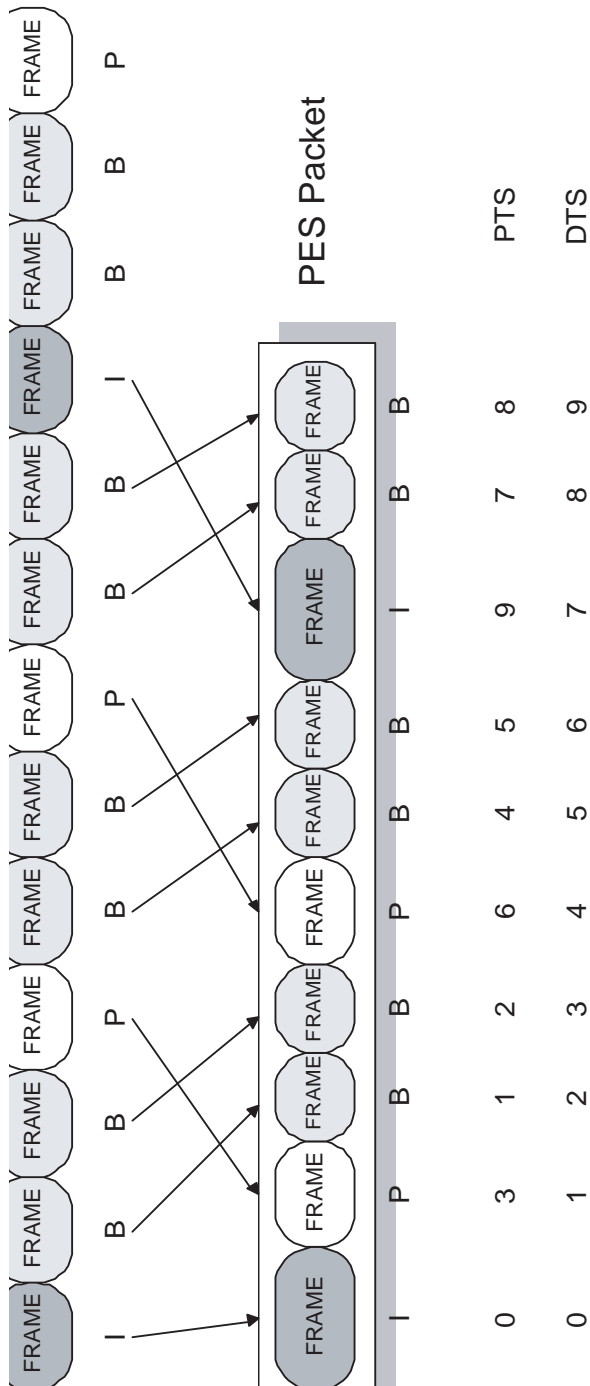 FRAME FRAME FRAME FRAME FRAME FRAME FRAME FRAME FRAME FRAME FRAME FRAME FRAME
I B B P B B P B B I B B P
FRAME FRAME FRAME FRAME FRAME FRAME FRAME FRAME FRAME FRAME PES Packet
I P B B P B B I B B
0 3 1 2 6 4 5 9 7 8 PTS
0 1 2 3 4 5 6 7 8 9 DTS